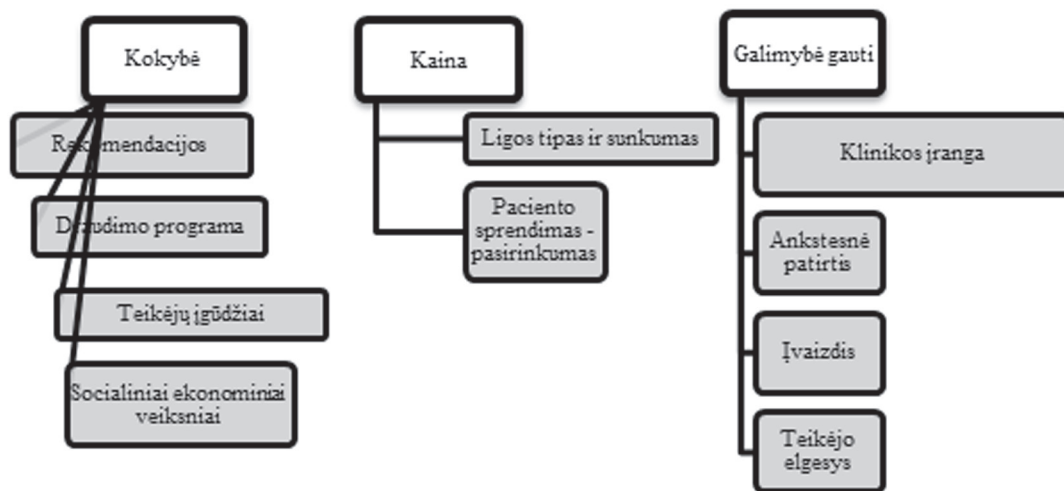 Kokybė
Rekomendacijos
Draudimo programa
Teikėjų įgūdžiai
Socialiniai ekonominiai
veiksniai
Kaina
Ligos tipas ir sunkumas
Paciento
sprendimas -
pasirinkumas
Galimybė gauti
Klinikos įranga
Ankstesnė
patirtis
Įvaizdis
Teikėjo
elgesys